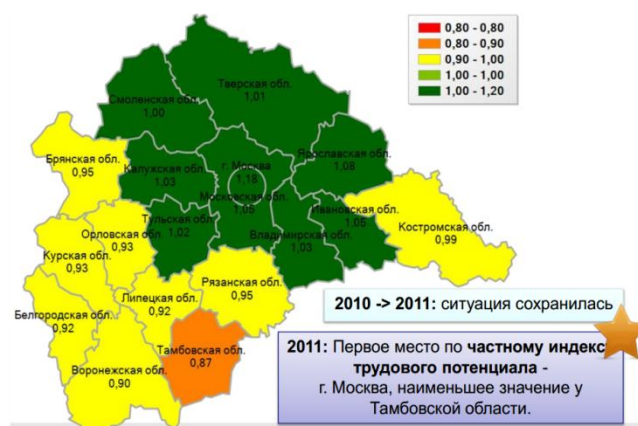 0,80 - 0,80
0,80 - 0,90
0,90 - 1,00
1,00 - 1,00
1,00 - 1,20
Тверская обл.
1,01
Смоленская обл.
1,00
Ярославская обл.
1,08
г. Москва
1,18
Брянская обл.
0,95
Калужская обл.
1,03
Московская обл.
1,05
Ивановская обл.
1,06
Тульская обл.
1,02
Владимирская обл.
1,03
Костромская обл.
0,99
Орловская обл.
0,93
Курская обл.
0,93
Рязанская обл.
0,95
Липецкая обл.
0,92
Белгородская обл.
0,92
Тамбовская обл.
0,87
Воронежская обл.
0,90
2010 -> 2011: ситуация сохранилась
2011: Первое место по частному индекс
трудового потенциала -
г. Москва, наименьшее значение у
Тамбовской области.